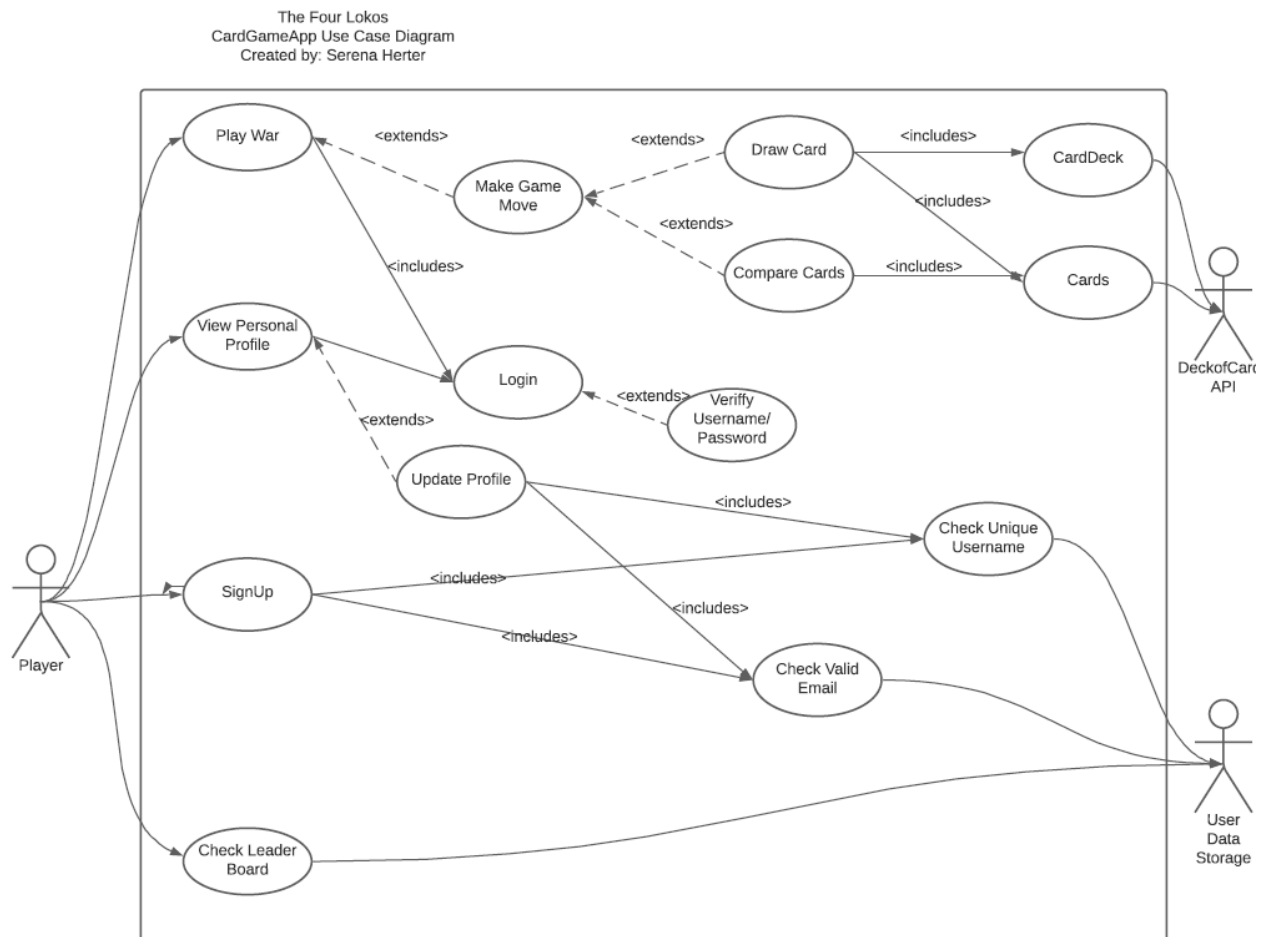 The Four Lokos
CardGameApp Use Case Diagram
Created by: Serena Herter
Play War
<extends>
Make Game
Move
<extends>
Draw Card
<includes>
CardDeck
<includes>
<extends>
Compare Cards
<includes>
Cards
<includes>
DeckofCard
API
View Personal
Profile
Login
<extends>
Veriffy
Username/
Password
<extends>
Update Profile
<includes>
Check Unique
Username
SignUp
<includes>
<includes>
<includes>
Check Valid
Email
Player
Check Leader
Board
User
Data
Storage